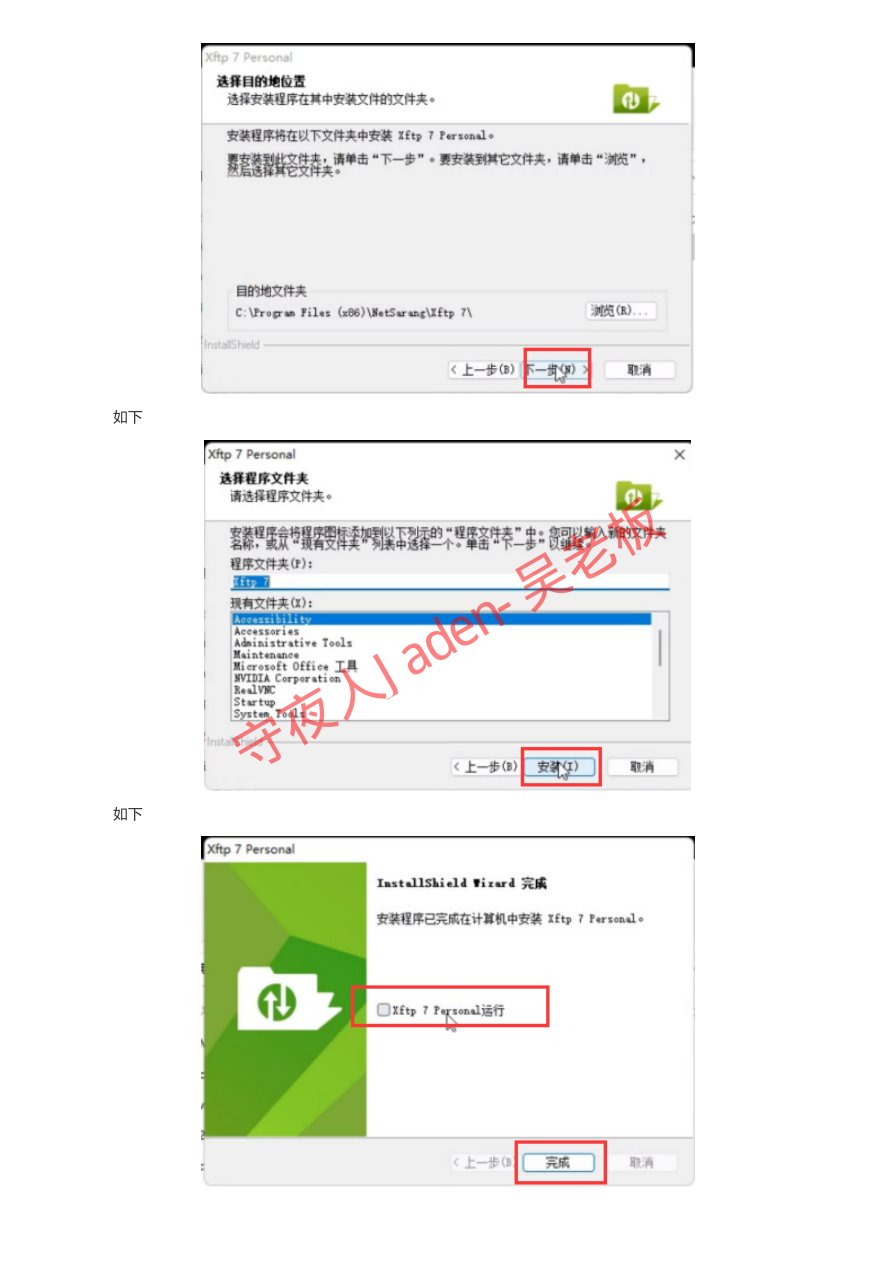 Xftp 7 Personal
选择目的地位置
选择安装程序在其中安装文件的文件夹。
安装程序将在以下文件夹中安装 Xftp 7 Personal。
要安装到此文件夹，请单击“下一步”。要安装到其它文件夹，请单击“浏览”，
然后选择其它文件夹。
目的地文件夹
C:\Program Files (x86)\NetSarang\Xftp 7\
浏览(R)...
InstallShield
< 上一步(B)
下一步(N) >
取消
如下
Xftp 7 Personal
选择程序文件夹
请选择程序文件夹。
安装程序会将程序图标添加到以下列示的“程序文件夹”中。您可以输入新的文件夹
名称，或从“现有文件夹”列表中选择一个。单击“下一步”以继续。
程序文件夹(P):
Xftp 7
现有文件夹(X):
Accessibility
Accessories
Administrative Tools
Maintenance
Microsoft Office 工具
NVIDIA Corporation
RealVNC
Startup
System Tools
守夜人J aden- 吴老板
InstallShield
< 上一步(B)
安装(I)
取消
如下
Xftp 7 Personal
InstallShield Wizard 完成
安装程序已完成在计算机中安装 Xftp 7 Personal。
Xftp 7 Personal运行
< 上一步(B)
完成
取消